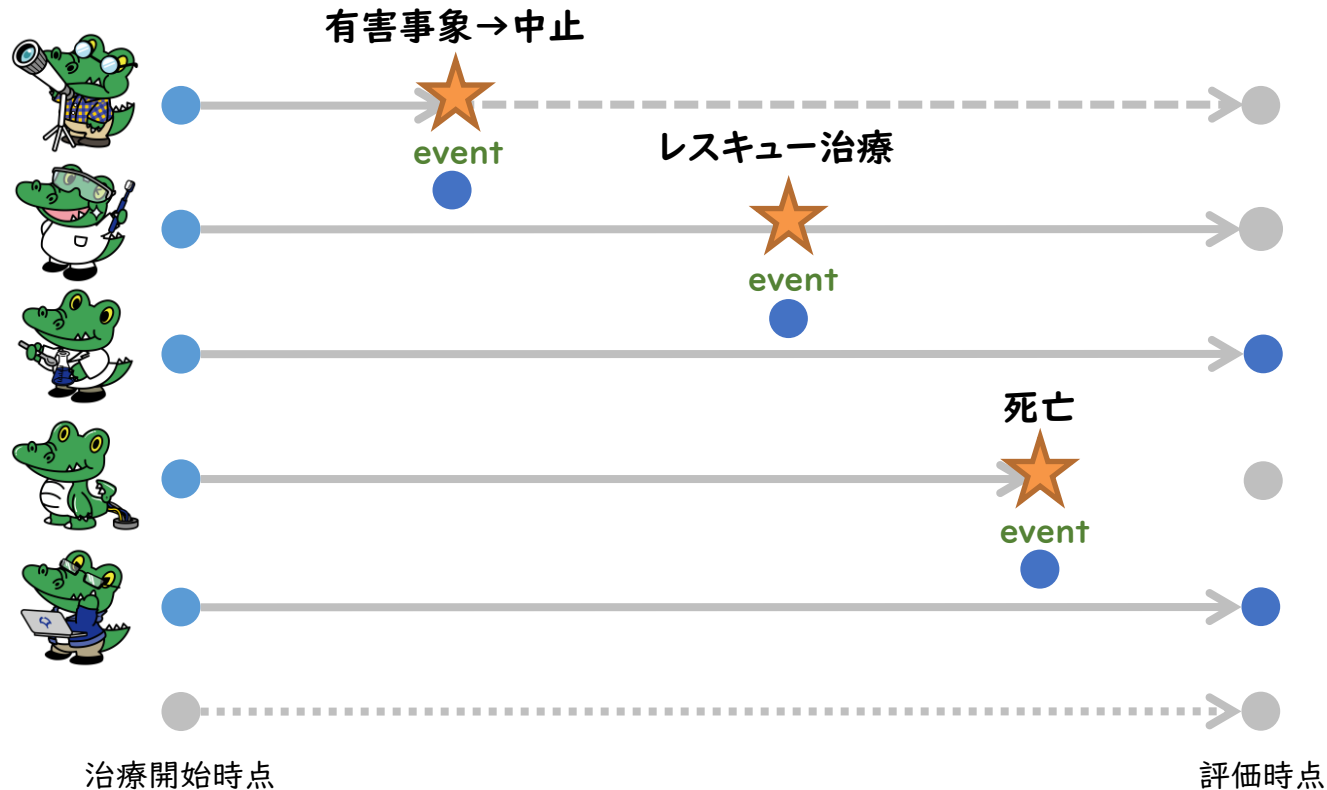 有害事象→中止
event
レスキュー治療
event
死亡
event
治療開始時点
評価時点